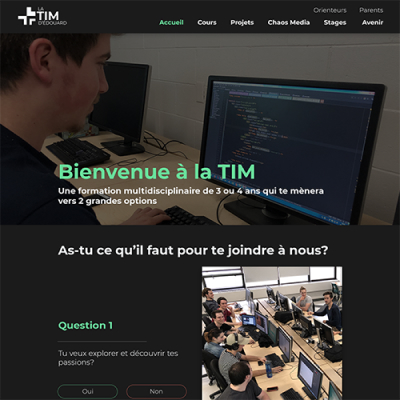 LA
TIM
D'ÉDOUARD
Orienteurs Parents
Accueil Cours Projets Chaos Media Stages Avenir
Bienvenue à la TIM
Une formation multidisciplinaire de 3 ou 4 ans qui te mènera
vers 2 grandes options
As-tu ce qu'il faut pour te joindre à nous?
Question 1
Tu veux explorer et découvrir tes
passions?
Oui Non